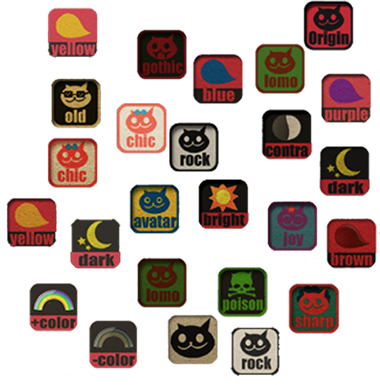 Origin
yellow
gothic
lomo
blue
purple
old
chic
rock
contra
chic
dark
yellow
avatar
bright
joy
dark
brown
lomo
poison
+color
sharp
-color
rock